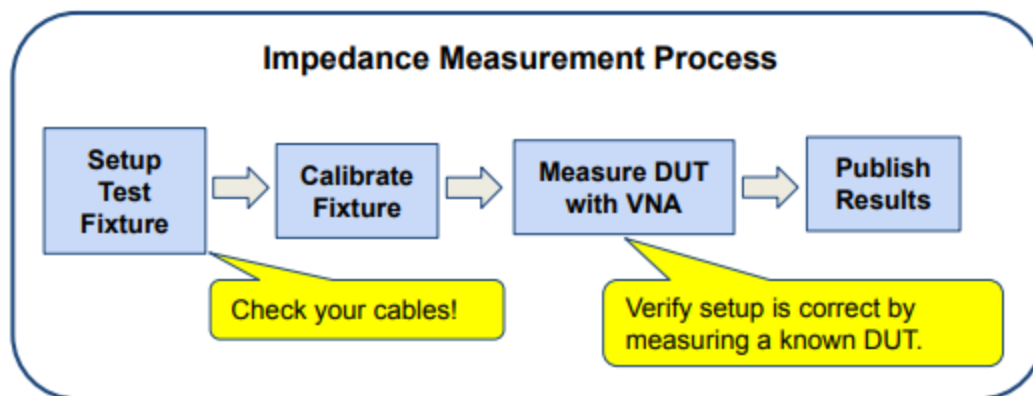 Impedance Measurement Process
Setup
Test
Fixture
Calibrate
Fixture
Measure DUT
with VNA
Publish
Results
Check your cables!
Verify setup is correct by
measuring a known DUT.